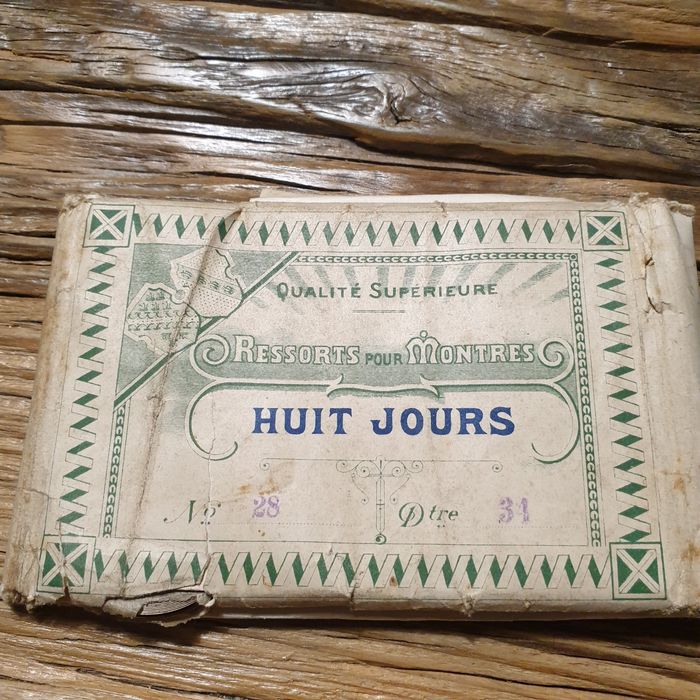 QUALITÉ SUPÉRIEURE
RESSORTS POUR MONTRES
HUIT JOURS
No 28 Dtre 31